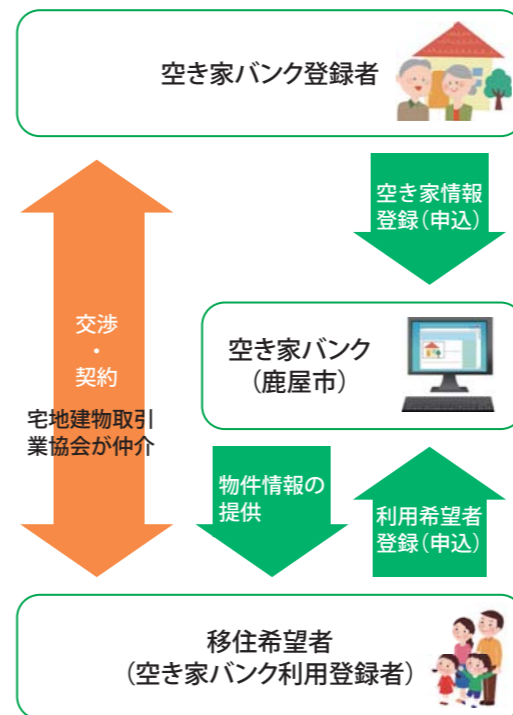 空き家バンク登録者
空き家情報
登録(申込)
交渉
・
契約
宅地建物取引
業協会が仲介
空き家バンク
(鹿屋市)
物件情報の
提供
利用希望者
登録(申込)
移住希望者
(空き家バンク利用登録者)